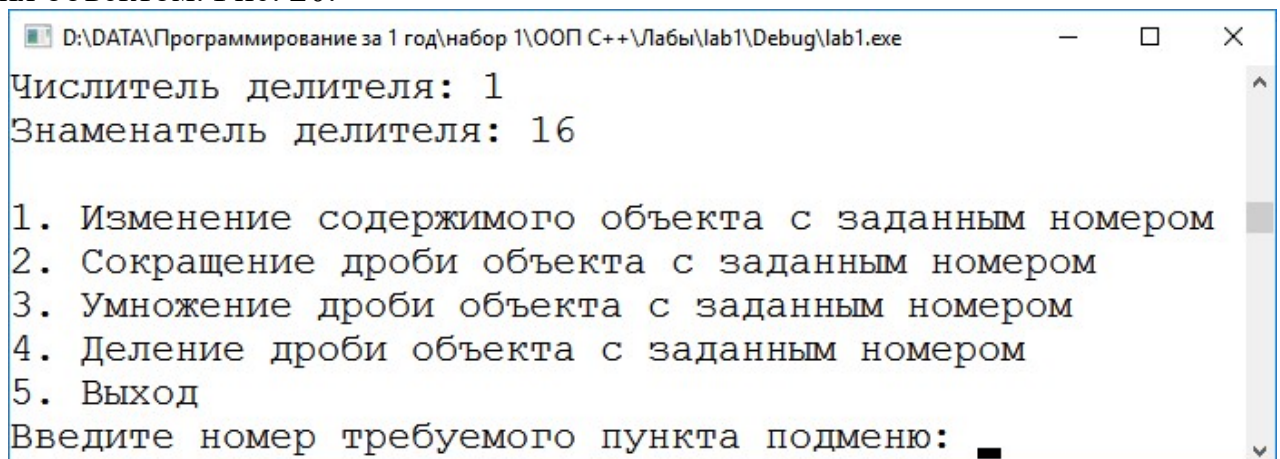 D:\DATA\Программирование за 1 год\набор 1\ООП С++\Лабы\lab1\Debug\lab1.exe
Числитель делителя: 1
Знаменатель делителя: 16
1. Изменение содержимого объекта с заданным номером
2. Сокращение дроби объекта с заданным номером
3. Умножение дроби объекта с заданным номером
4. Деление дроби объекта с заданным номером
5. Выход
Введите номер требуемого пункта подменю: